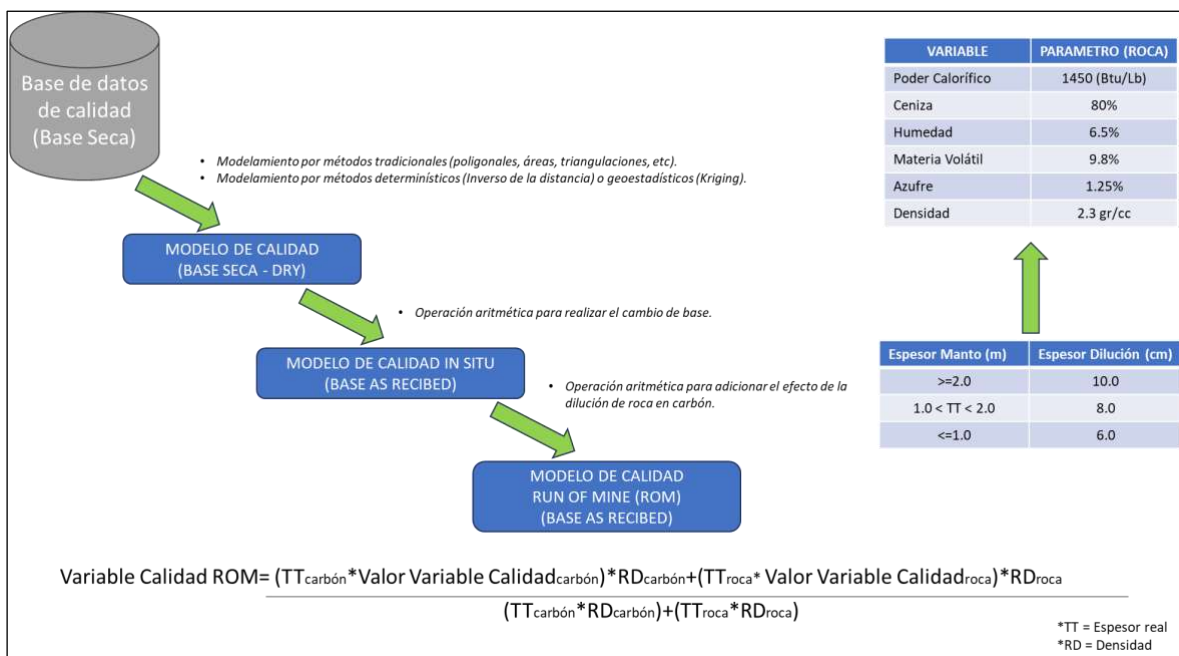 Base de datos
de calidad
(Base Seca)
• Modelamiento por métodos tradicionales (poligonales, áreas, triangulaciones, etc).
• Modelamiento por métodos determinísticos (Inverso de la distancia) o geoestadísticos (Kriging).
MODELO DE CALIDAD
(BASE SECA - DRY)
• Operación aritmética para realizar el cambio de base.
MODELO DE CALIDAD IN SITU
(BASE AS RECIBED)
• Operación aritmética para adicionar el efecto de la
dilución de roca en carbón.
MODELO DE CALIDAD
RUN OF MINE (ROM)
(BASE AS RECIBED)
VARIABLE PARAMETRO (ROCA)
Poder Calorífico 1450 (Btu/Lb)
Ceniza 80%
Humedad 6.5%
Materia Volátil 9.8%
Azufre 1.25%
Densidad 2.3 gr/cc
Espesor Manto (m) Espesor Dilución (cm)
>=2.0 10.0
1.0 < TT < 2.0 8.0
<=1.0 6.0
Variable Calidad ROM= (TTcarbón*Valor Variable Calidadcarbón)*RDcarbón+(TTroca* Valor Variable Calidadroca)*RDroca
(TTcarbón*RDcarbón)+(TTroca*RDroca)
*TT = Espesor real
*RD = Densidad